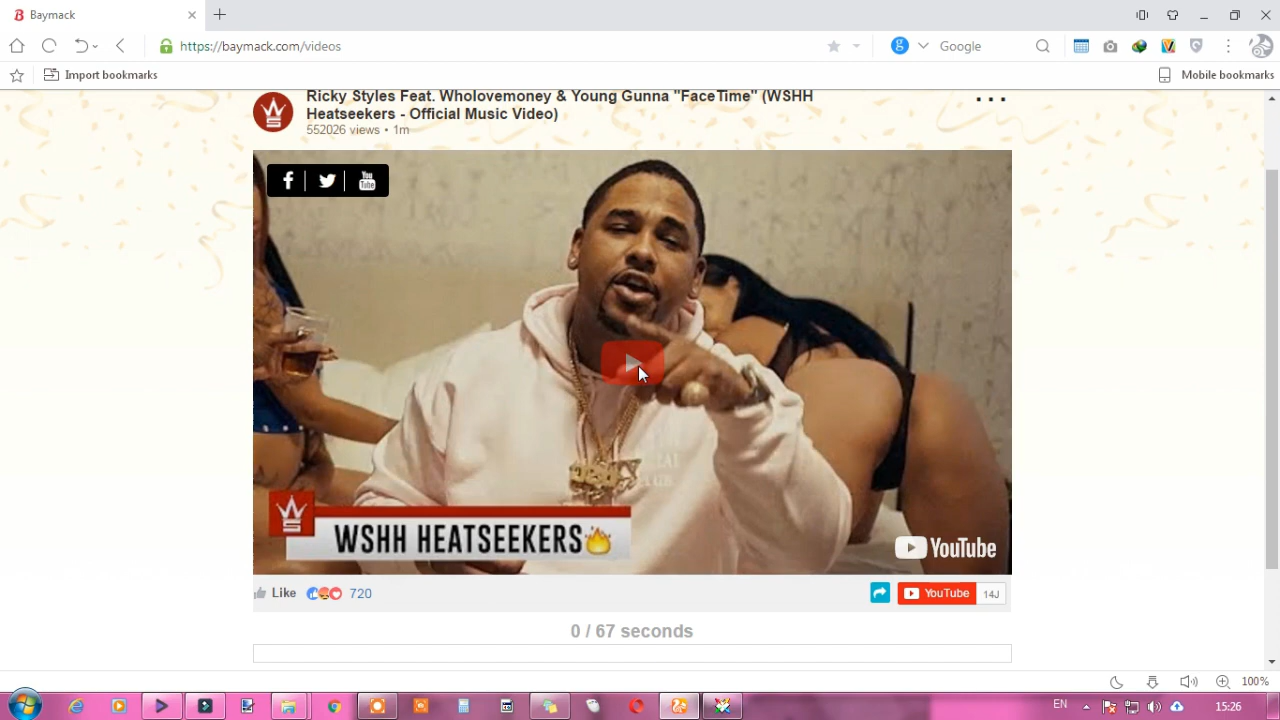 Baymack
https://baymack.com/videos
Google
Import bookmarks
Mobile bookmarks
Ricky Styles Feat. Wholovemoney & Young Gunna "FaceTime" (WSHH
Heatseekers - Official Music Video)
552026 views • 1m
You
Tube
WSHH HEATSEEKERS
YouTube
Like
720
YouTube
14J
0 / 67 seconds
100%
EN
15:26